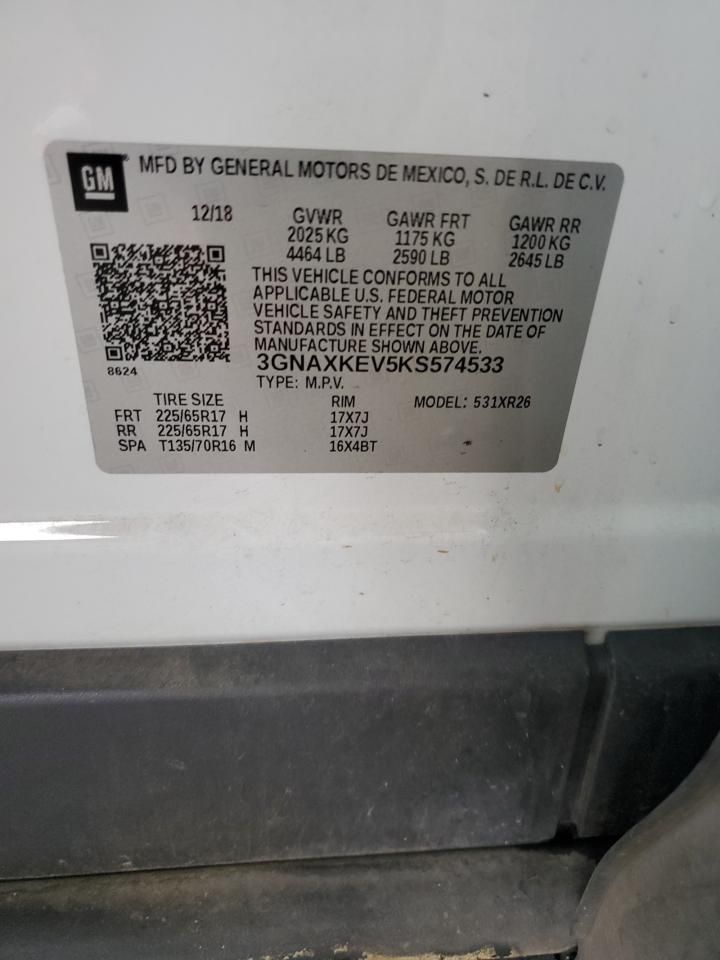 GM ® MFD BY GENERAL MOTORS DE MEXICO, S. DE R.L. DE C.V.
12/18 GVWR GAWR FRT GAWR RR
2025 KG 1175 KG 1200 KG
4464 LB 2590 LB 2645 LB
THIS VEHICLE CONFORMS TO ALL
APPLICABLE U.S. FEDERAL MOTOR
VEHICLE SAFETY AND THEFT PREVENTION
STANDARDS IN EFFECT ON THE DATE OF
MANUFACTURE SHOWN ABOVE.
8624
3GNAXKEV5KS574533
TYPE: M.P.V.
TIRE SIZE RIM MODEL: 531XR26
FRT 225/65R17 H 17X7J
RR 225/65R17 H 17X7J
SPA T135/70R16 M 16X4BT